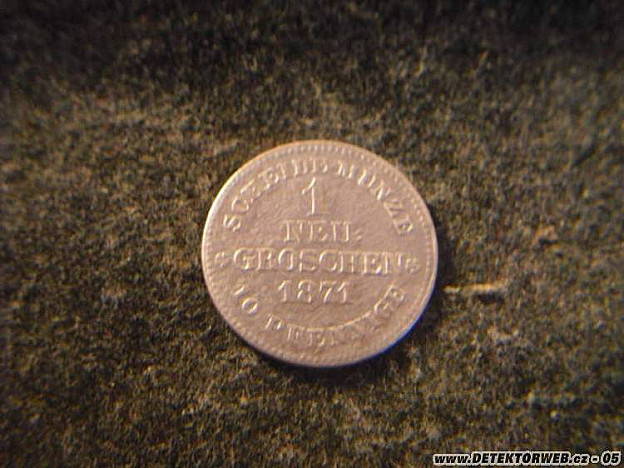 SCHEIDE-MÜNZE
1
NEU-
GROSCHEN
1871
10 PFENNIGE
www.DETEKTORWEB.cz - 05